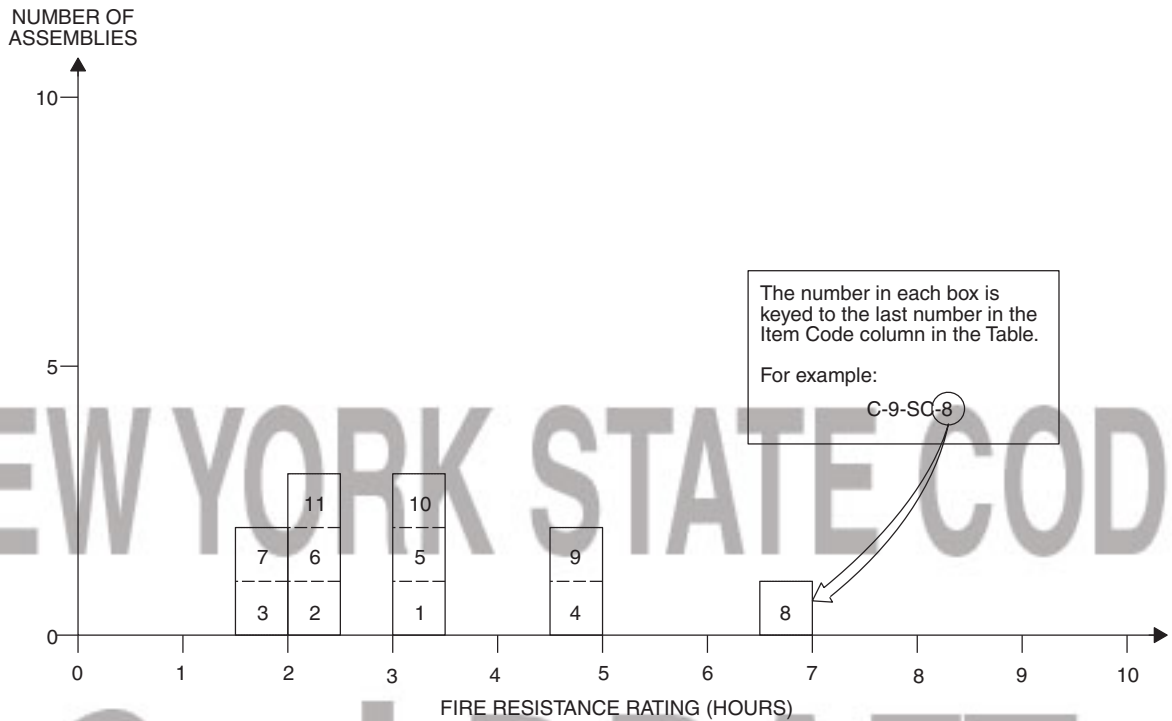 NUMBER OF
ASSEMBLIES
10
5
0
The number in each box is
keyed to the last number in the
Item Code column in the Table.
For example:
C-9-SC-8
11 10
7 6 5 9
3 2 1 4 8
0 1 2 3 4 5 6 7 8 9 10
FIRE RESISTANCE RATING (HOURS)
EW YORK STATE COD